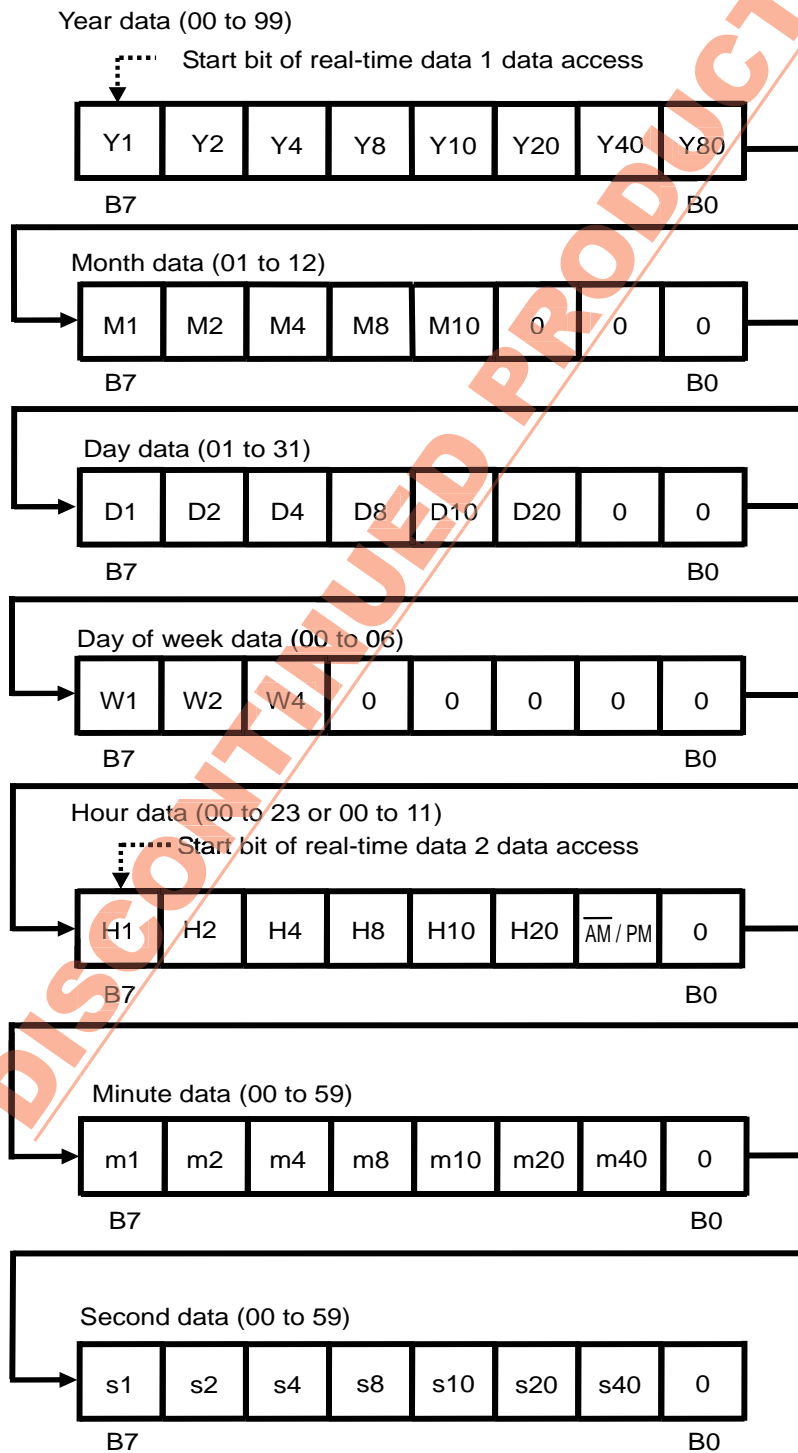 Year data (00 to 99)
Start bit of real-time data 1 data access
Y1 Y2 Y4 Y8 Y10 Y20 Y40 Y80
B7 B0
Month data (01 to 12)
M1 M2 M4 M8 M10 0 0 0
B7 B0
Day data (01 to 31)
D1 D2 D4 D8 D10 D20 0 0
B7 B0
Day of week data (00 to 06)
W1 W2 W4 0 0 0 0 0
B7 B0
Hour data (00 to 23 or 00 to 11)
Start bit of real-time data 2 data access
H1 H2 H4 H8 H10 H20 A̅M̅ / PM 0
B7 B0
Minute data (00 to 59)
m1 m2 m4 m8 m10 m20 m40 0
B7 B0
Second data (00 to 59)
s1 s2 s4 s8 s10 s20 s40 0
B7 B0
DISCONTINUED PRODUCT